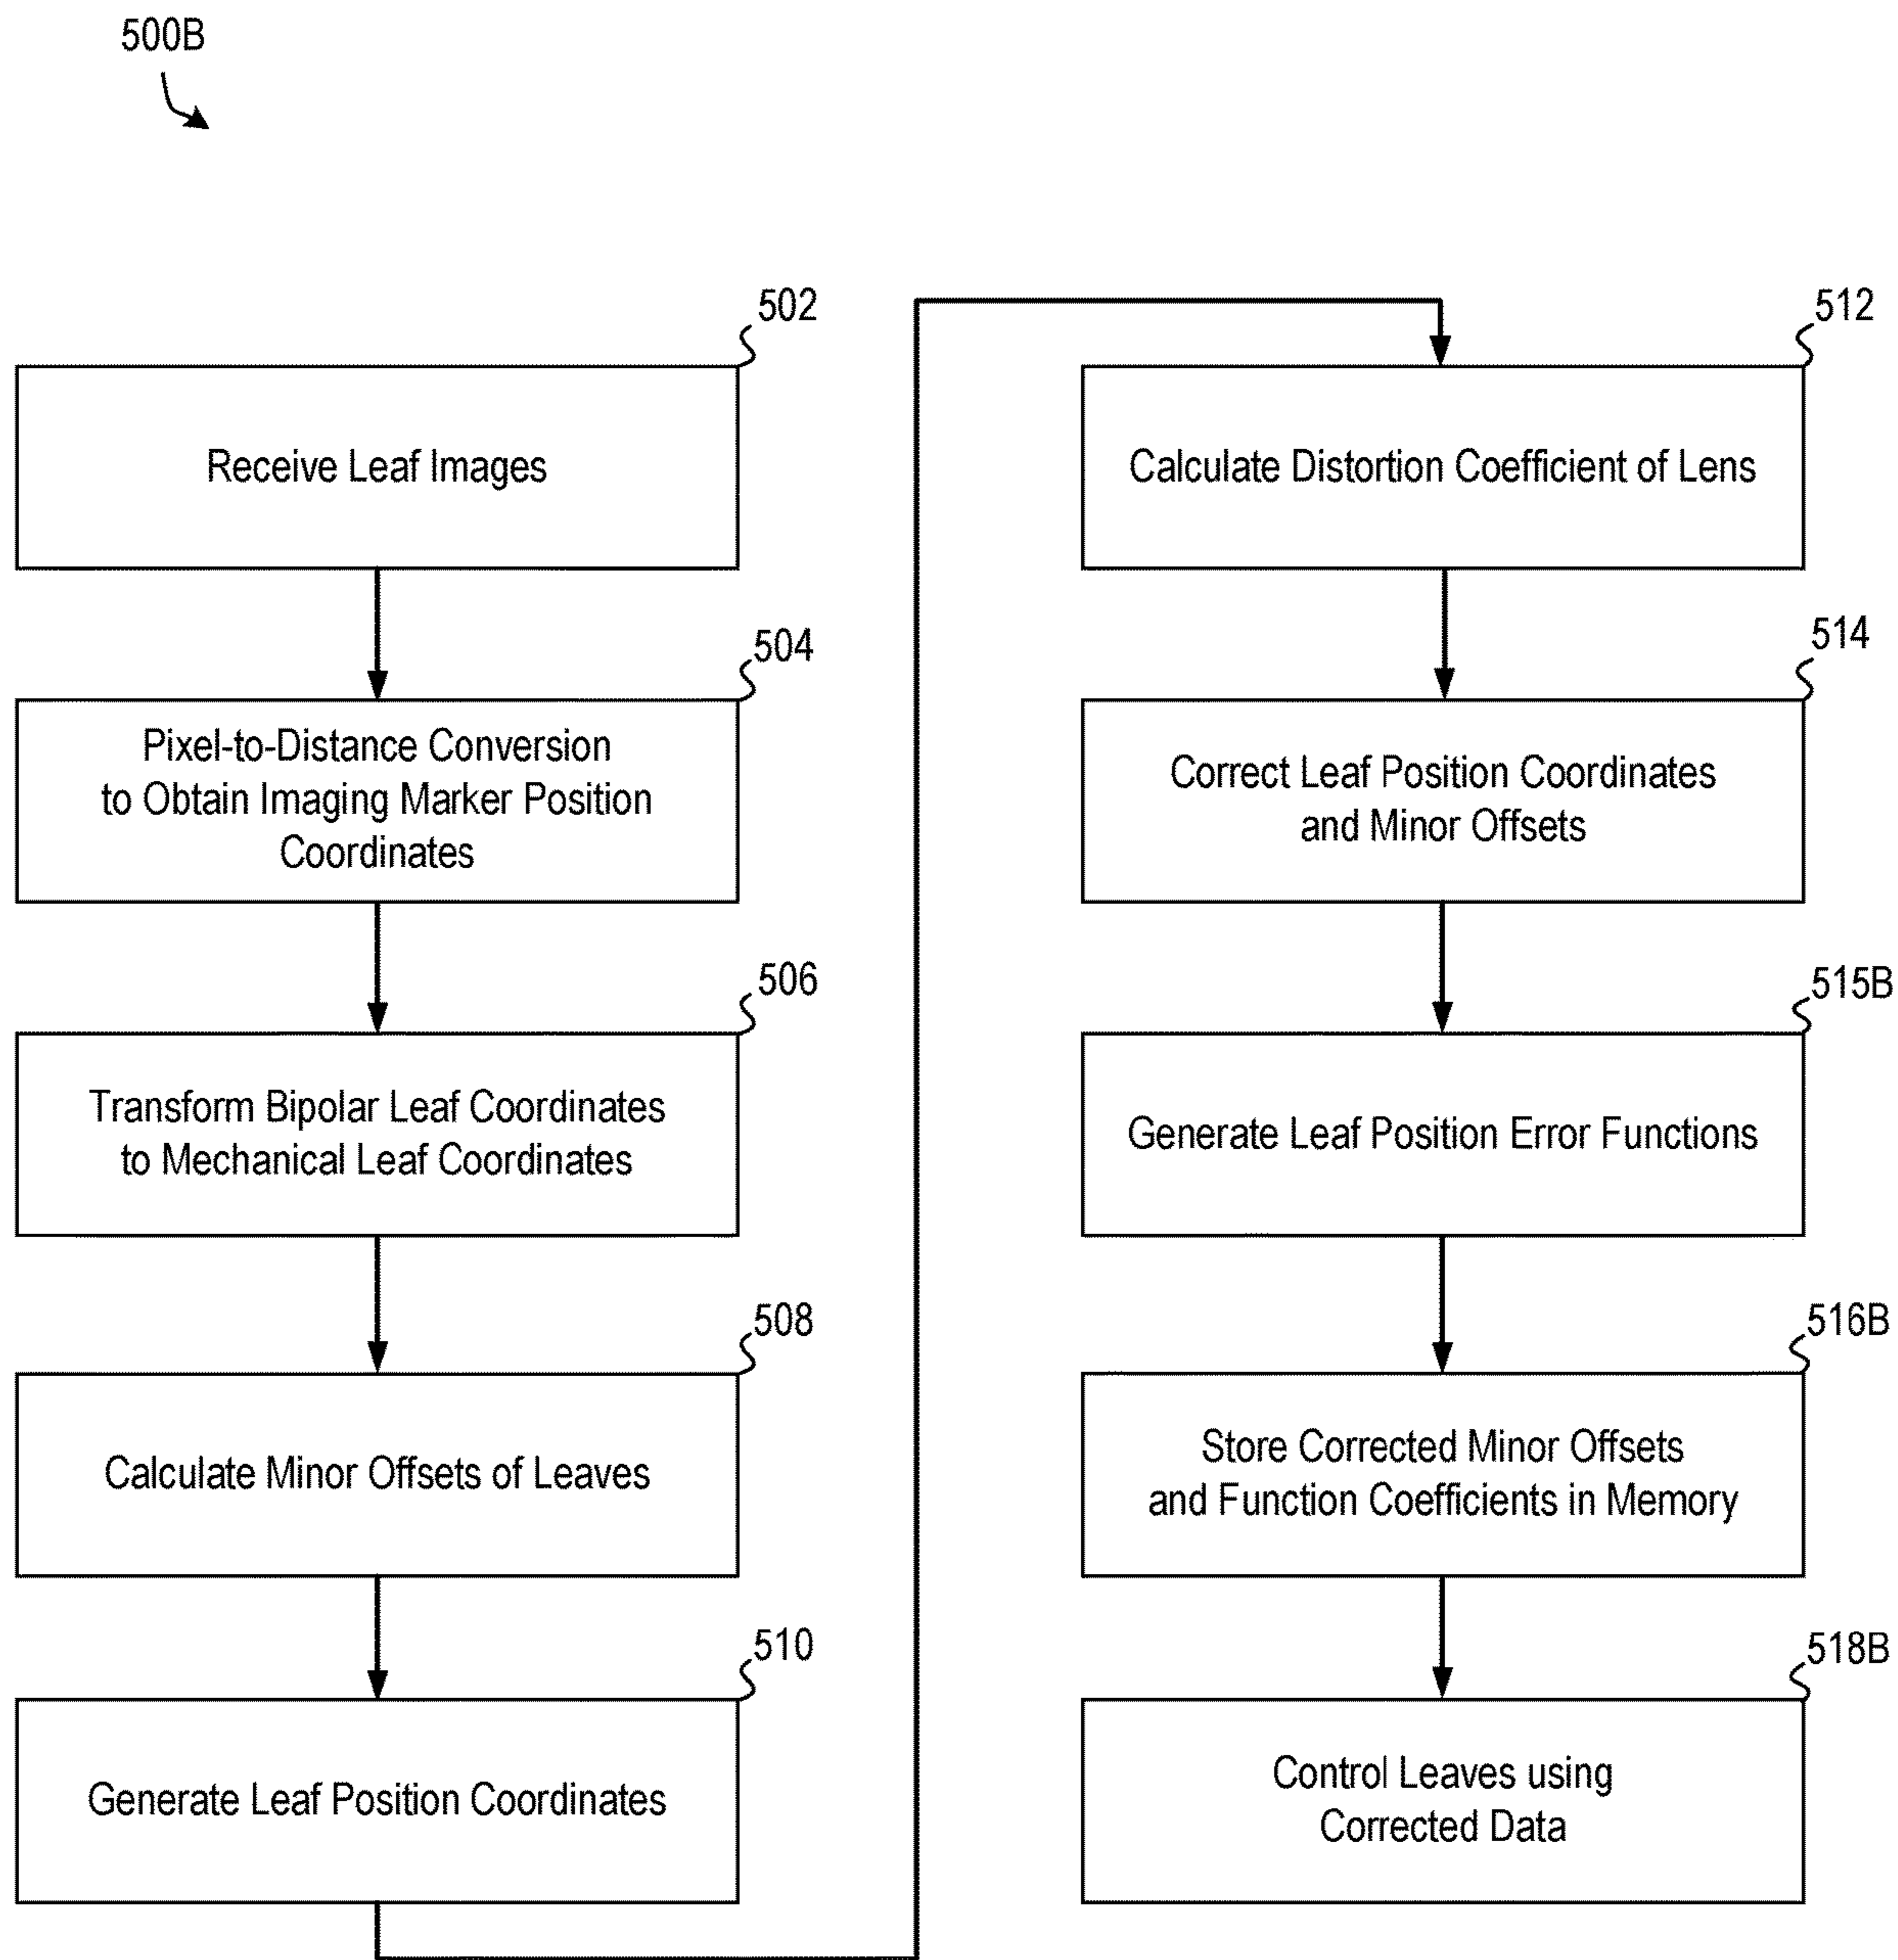 500B
502
Receive Leaf Images
504
Pixel-to-Distance Conversion
to Obtain Imaging Marker Position
Coordinates
506
Transform Bipolar Leaf Coordinates
to Mechanical Leaf Coordinates
508
Calculate Minor Offsets of Leaves
510
Generate Leaf Position Coordinates
512
Calculate Distortion Coefficient of Lens
514
Correct Leaf Position Coordinates
and Minor Offsets
515B
Generate Leaf Position Error Functions
516B
Store Corrected Minor Offsets
and Function Coefficients in Memory
518B
Control Leaves using
Corrected Data